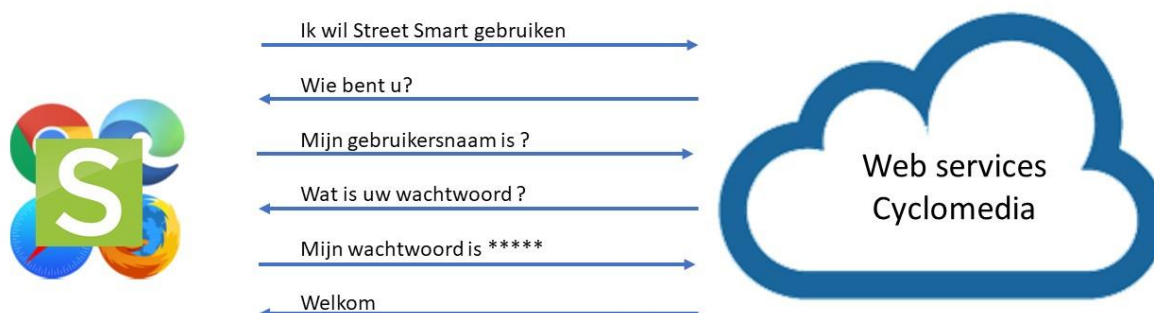 Ik wil Street Smart gebruiken
Wie bent u?
Mijn gebruikersnaam is ?
Wat is uw wachtwoord ?
Mijn wachtwoord is *****
Welkom
S
Web services
Cyclomedia